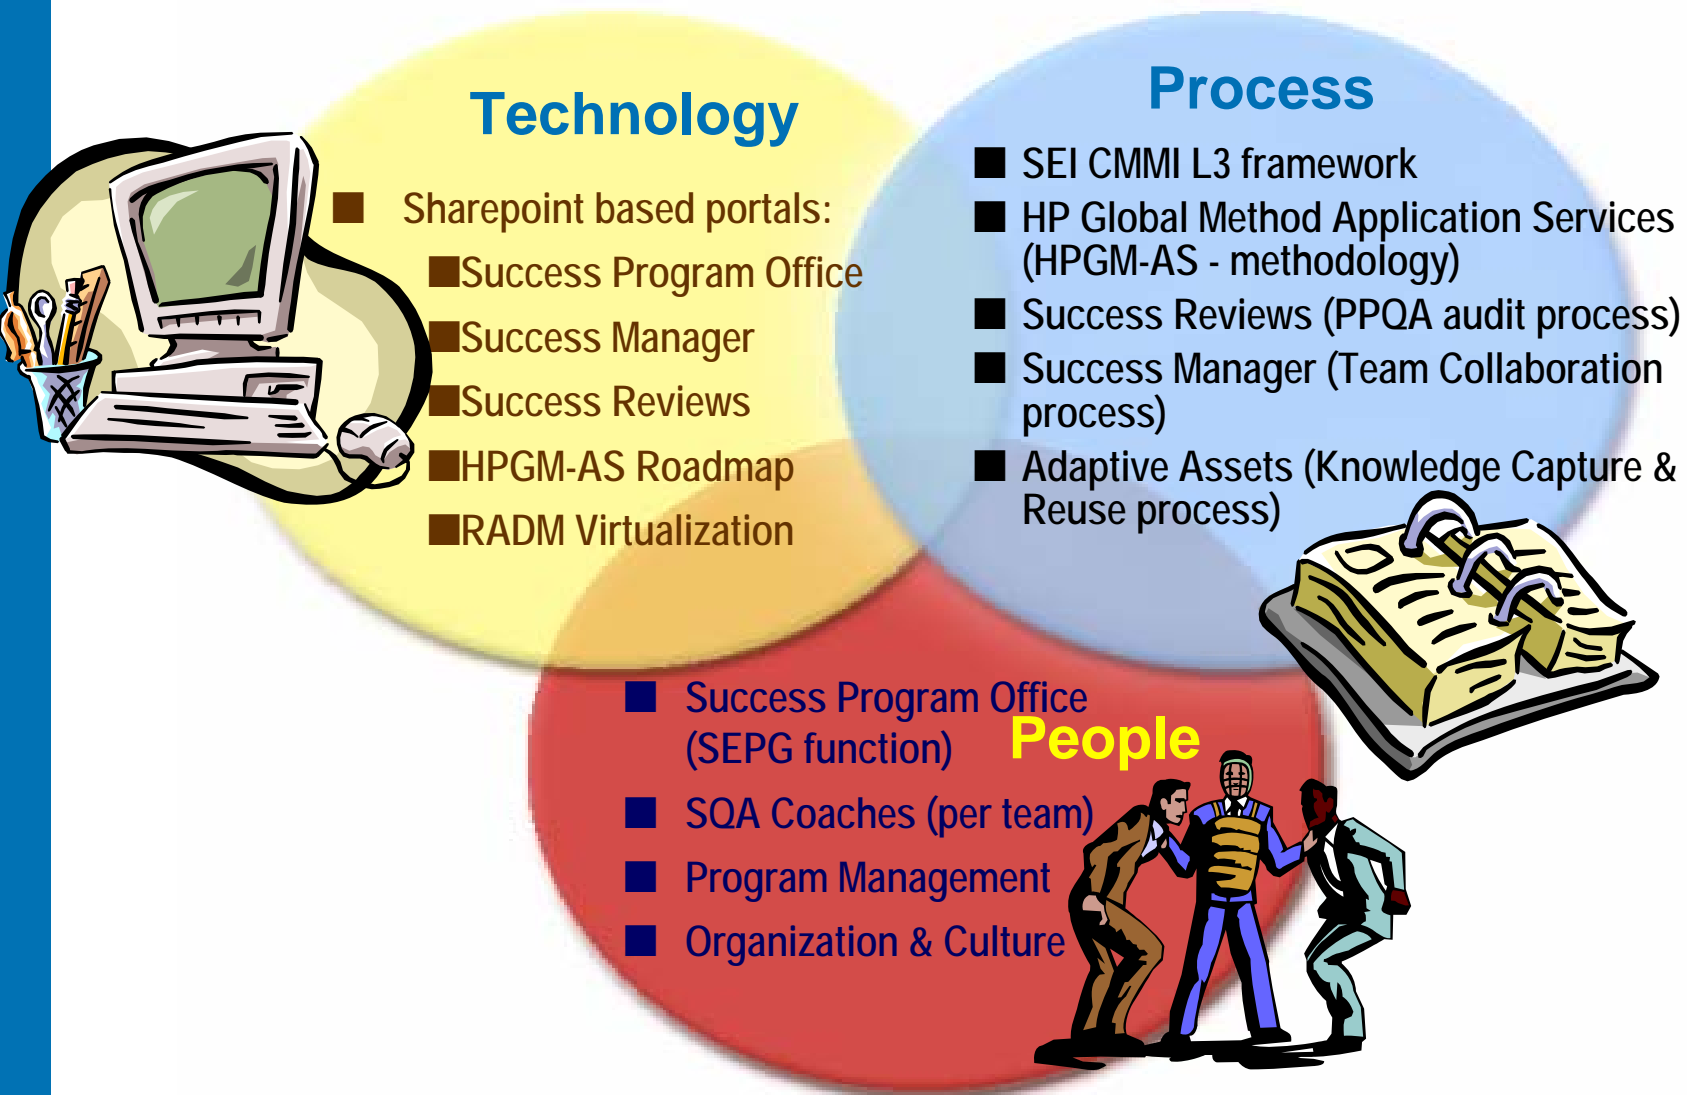 Technology
■ Sharepoint based portals:
■Success Program Office
■Success Manager
■Success Reviews
■HPGM-AS Roadmap
■RADM Virtualization
Process
■ SEI CMMI L3 framework
■ HP Global Method Application Services
(HPGM-AS - methodology)
■ Success Reviews (PPQA audit process)
■ Success Manager (Team Collaboration
process)
■ Adaptive Assets (Knowledge Capture &
Reuse process)
People
■ Success Program Office
(SEPG function)
■ SQA Coaches (per team)
■ Program Management
■ Organization & Culture